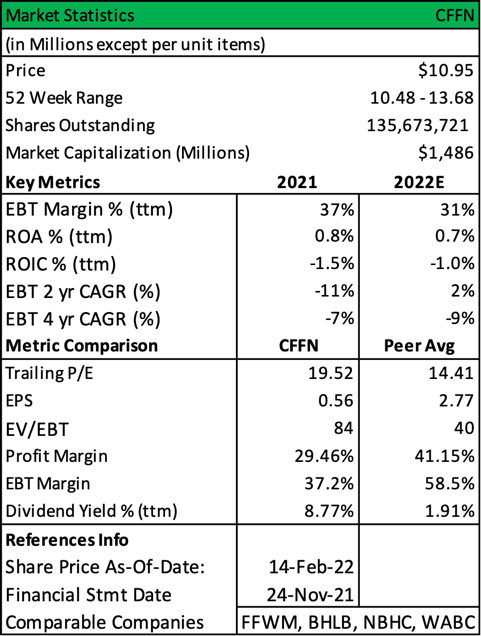 Market Statistics CFFN
(in Millions except per unit items)
Price $10.95
52 Week Range 10.48 - 13.68
Shares Outstanding 135,673,721
Market Capitalization (Millions) $1,486
Key Metrics 2021 2022E
EBT Margin % (ttm) 37% 31%
ROA % (ttm) 0.8% 0.7%
ROIC % (ttm) -1.5% -1.0%
EBT 2 yr CAGR (%) -11% 2%
EBT 4 yr CAGR (%) -7% -9%
Metric Comparison CFFN Peer Avg
Trailing P/E 19.52 14.41
EPS 0.56 2.77
EV/EBT 84 40
Profit Margin 29.46% 41.15%
EBT Margin 37.2% 58.5%
Dividend Yield % (ttm) 8.77% 1.91%
References Info
Share Price As-Of-Date: 14-Feb-22
Financial Stmt Date 24-Nov-21
Comparable Companies FFWM, BHLB, NBHC, WABC